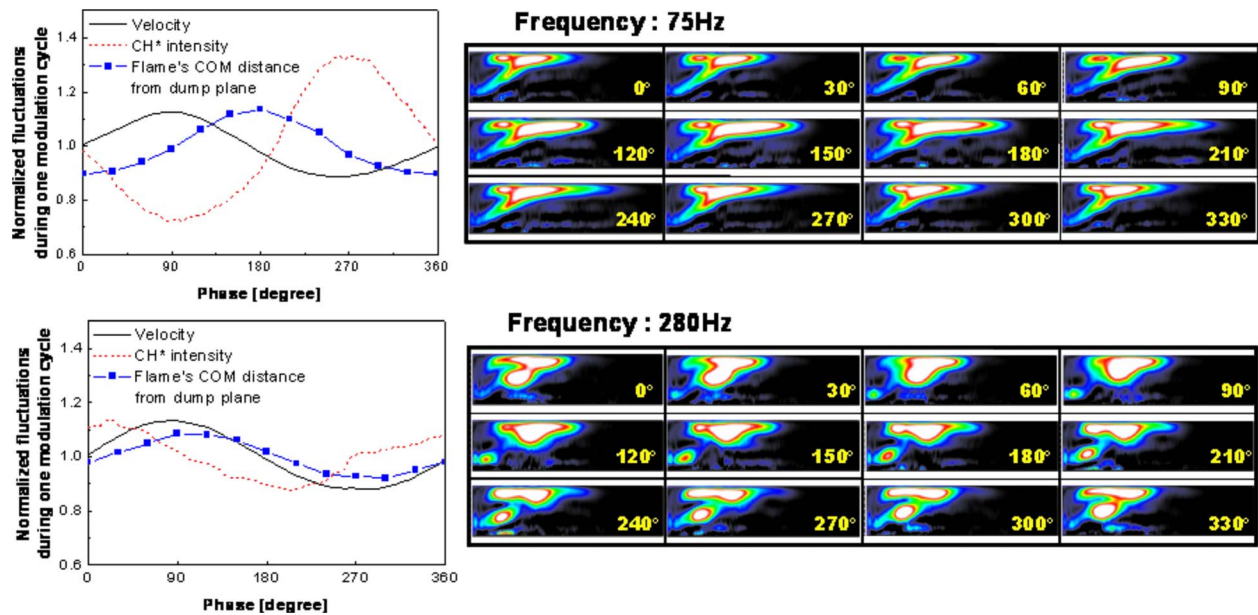 Frequency : 75Hz
Normalized fluctuations
during one modulation cycle
1.4
1.2
1.0
0.8
0.6
Velocity
CH* intensity
Flame's COM distance
from dump plane
0
90
180
270
360
Phase [degree]
0° 30° 60° 90°
120° 150° 180° 210°
240° 270° 300° 330°
Frequency : 280Hz
Normalized fluctuations
during one modulation cycle
1.4
1.2
1.0
0.8
0.6
Velocity
CH* intensity
Flame's COM distance
from dump plane
0
90
180
270
360
Phase [degree]
0° 30° 60° 90°
120° 150° 180° 210°
240° 270° 300° 330°